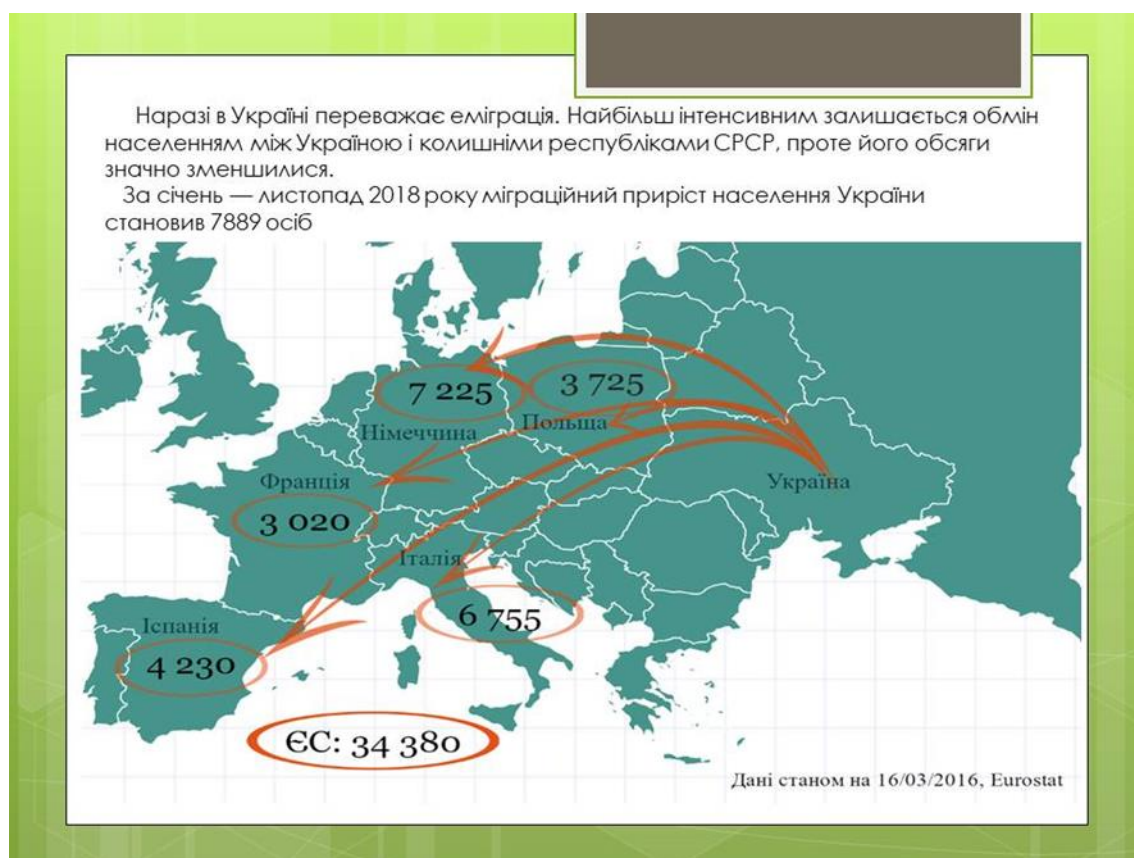 Наразі в Україні переважає еміграція. Найбільш інтенсивним залишається обмін
населенням між Україною і колишніми республіками СРСР, проте його обсяги
значно зменшилися.
За січень — листопад 2018 року міграційний приріст населення України
становив 7889 осіб
7 225
3 725
Польща
Німеччина
Франція
Україна
3 020
Італія
6 755
Іспанія
4 230
ЄС: 34 380
Дані станом на 16/03/2016, Eurostat